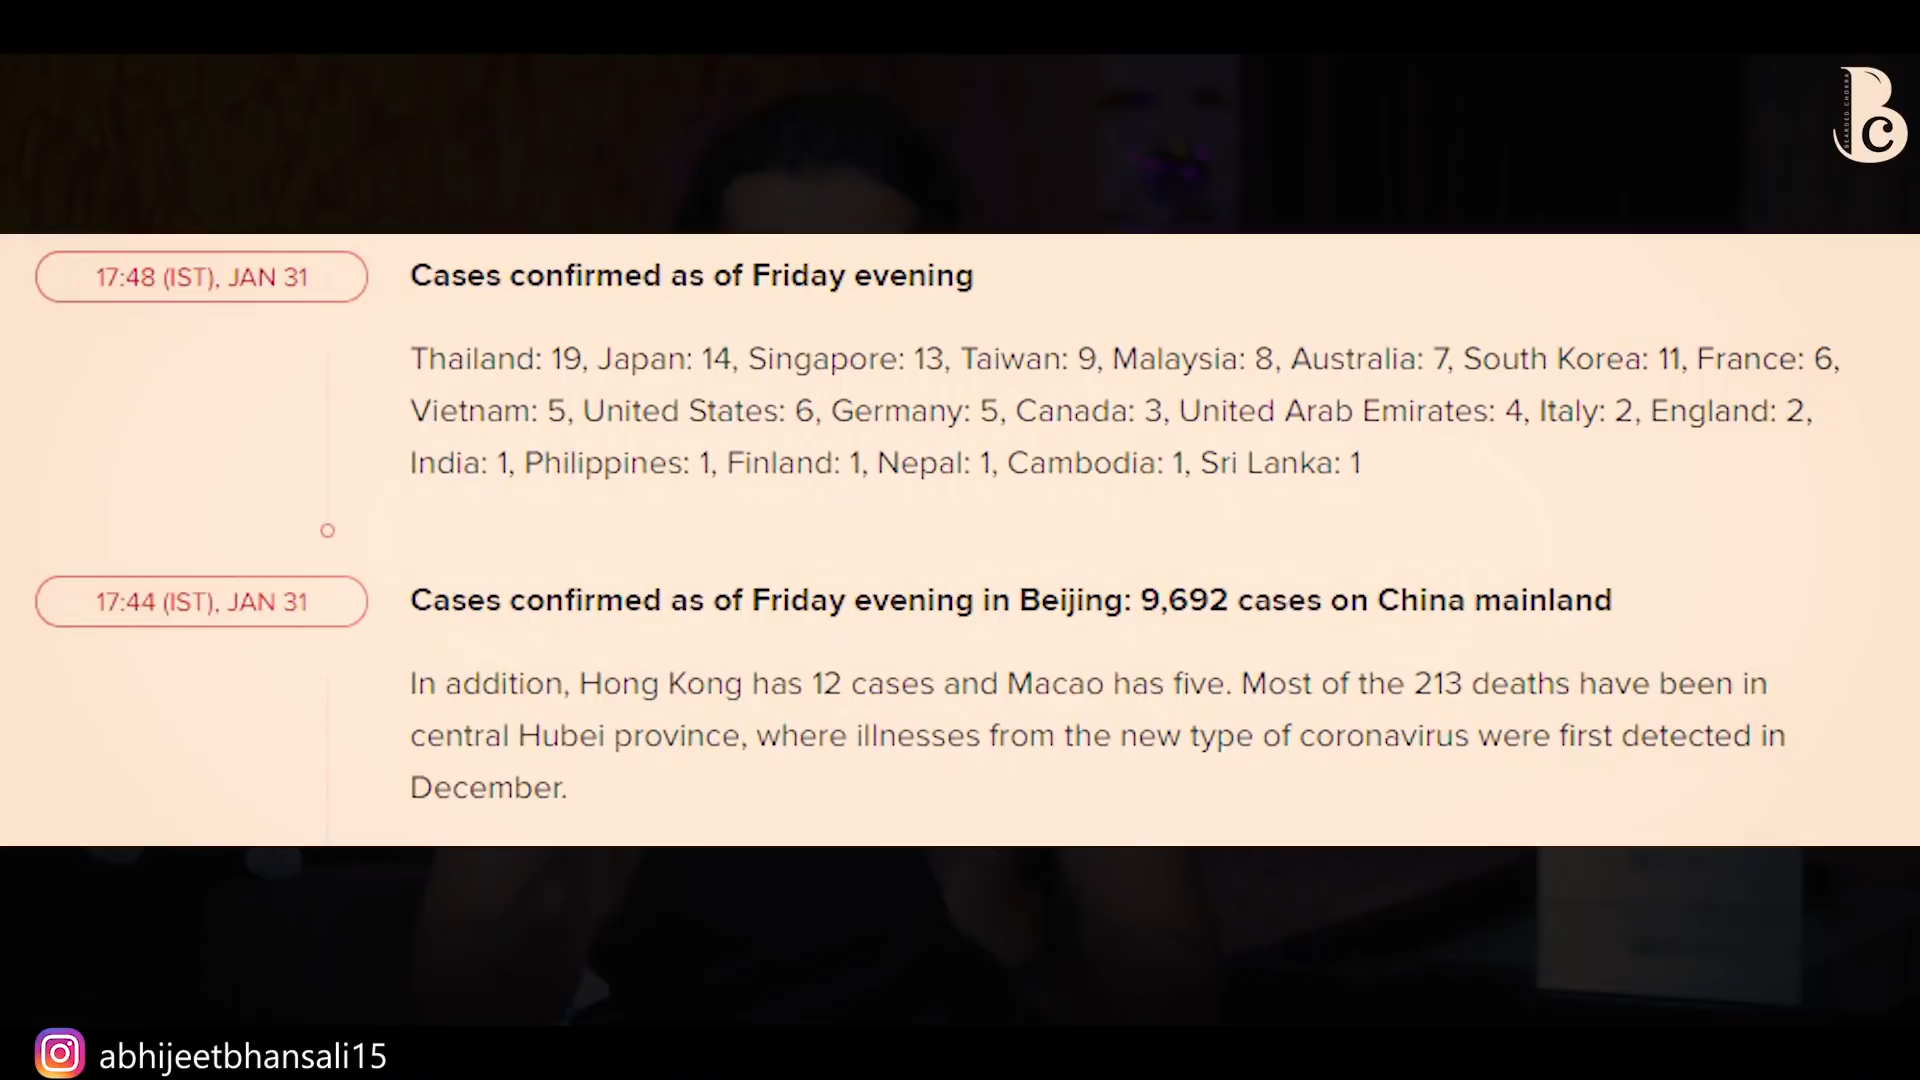 BEARDED CHOKRA
BC
17:48 (IST), JAN 31
Cases confirmed as of Friday evening
Thailand: 19, Japan: 14, Singapore: 13, Taiwan: 9, Malaysia: 8, Australia: 7, South Korea: 11, France: 6,
Vietnam: 5, United States: 6, Germany: 5, Canada: 3, United Arab Emirates: 4, Italy: 2, England: 2,
India: 1, Philippines: 1, Finland: 1, Nepal: 1, Cambodia: 1, Sri Lanka: 1
17:44 (IST), JAN 31
Cases confirmed as of Friday evening in Beijing: 9,692 cases on China mainland
In addition, Hong Kong has 12 cases and Macao has five. Most of the 213 deaths have been in
central Hubei province, where illnesses from the new type of coronavirus were first detected in
December.
abhijeetbhansali15